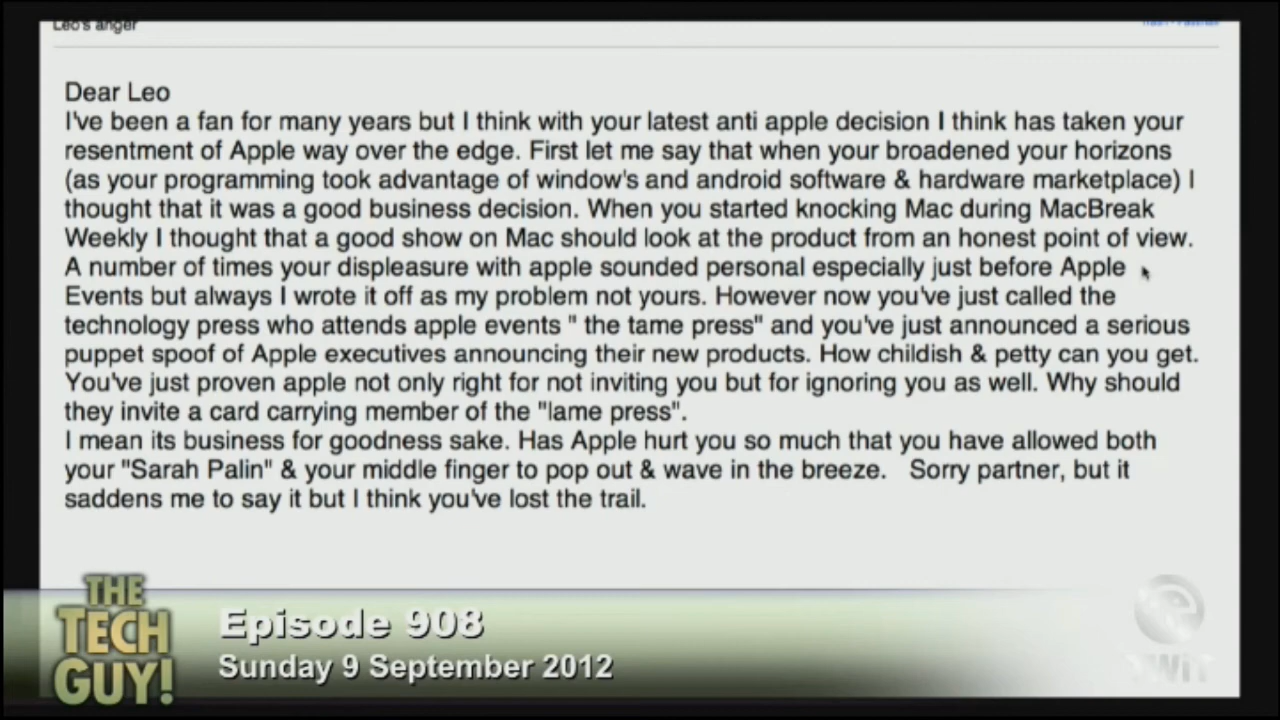 Leo's anger
Dear Leo
I've been a fan for many years but I think with your latest anti apple decision I think has taken your
resentment of Apple way over the edge. First let me say that when your broadened your horizons
(as your programming took advantage of window's and android software & hardware marketplace) I
thought that it was a good business decision. When you started knocking Mac during MacBreak
Weekly I thought that a good show on Mac should look at the product from an honest point of view.
A number of times your displeasure with apple sounded personal especially just before Apple
Events but always I wrote it off as my problem not yours. However now you've just called the
technology press who attends apple events " the tame press" and you've just announced a serious
puppet spoof of Apple executives announcing their new products. How childish & petty can you get.
You've just proven apple not only right for not inviting you but for ignoring you as well. Why should
they invite a card carrying member of the "lame press".
I mean its business for goodness sake. Has Apple hurt you so much that you have allowed both
your "Sarah Palin" & your middle finger to pop out & wave in the breeze. Sorry partner, but it
saddens me to say it but I think you've lost the trail.
THE
TECH
GUY!
Episode 908
Sunday 9 September 2012
TWiT